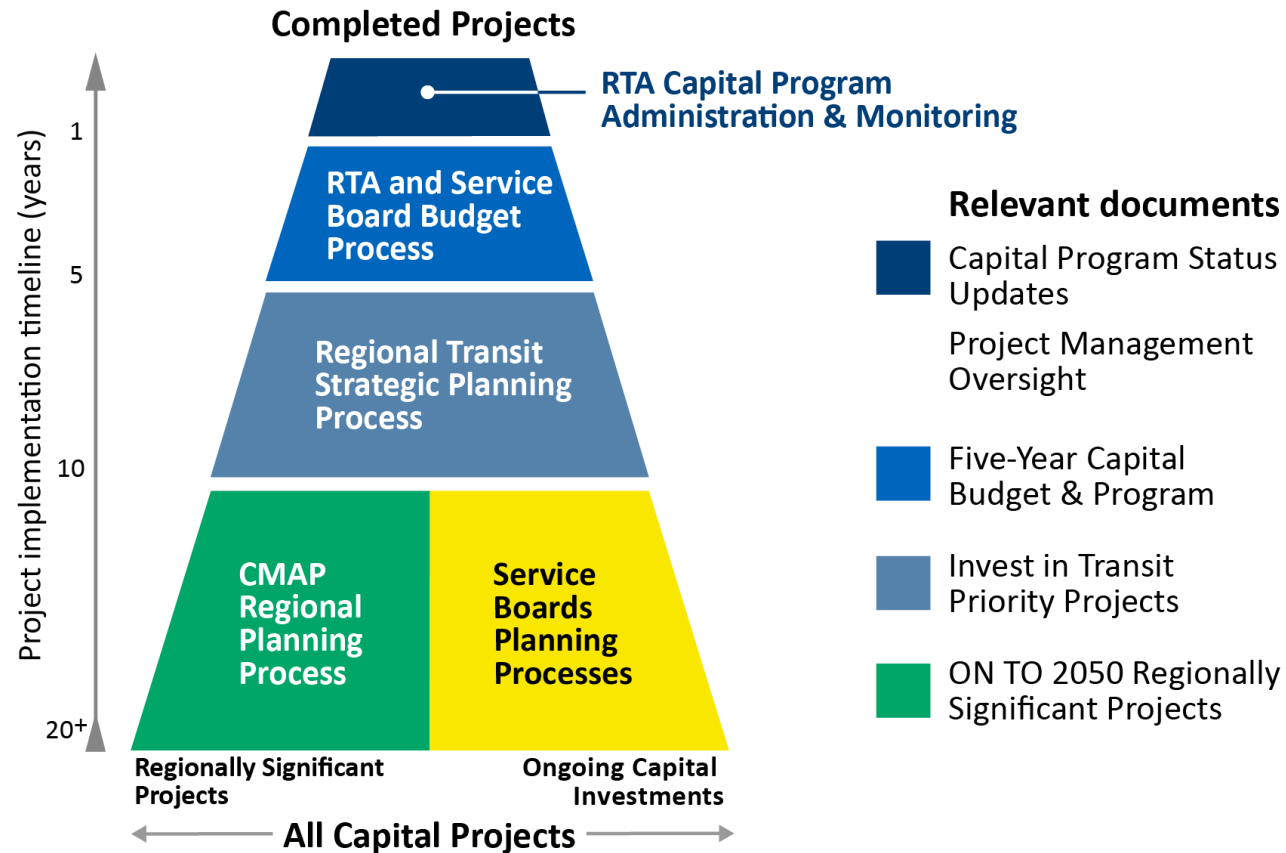 Completed Projects
RTA Capital Program
Administration & Monitoring
Project implementation timeline (years)
1
5
10
20+
RTA and Service
Board Budget
Process
Regional Transit
Strategic Planning
Process
CMAP
Regional
Planning
Process
Service
Boards
Planning
Processes
Regionally Significant
Projects
Ongoing Capital
Investments
All Capital Projects
Relevant documents
Capital Program Status
Updates
Project Management
Oversight
Five-Year Capital
Budget & Program
Invest in Transit
Priority Projects
ON TO 2050 Regionally
Significant Projects